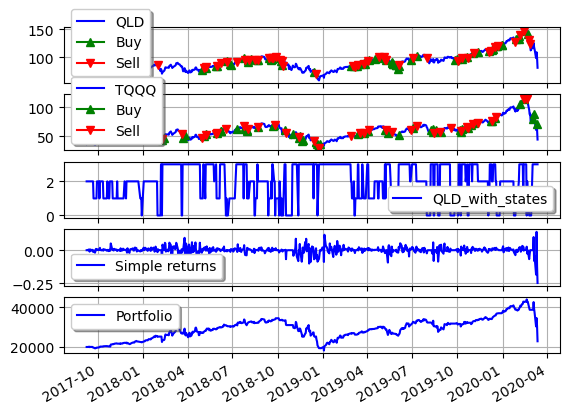 QLD
Buy
Sell
150
100
TQQQ
Buy
Sell
100
50
QLD_with_states
2
0
Simple returns
0.00
−0.25
Portfolio
40000
20000
2017-10 2018-01 2018-04 2018-07 2018-10 2019-01 2019-04 2019-07 2019-10 2020-01 2020-04